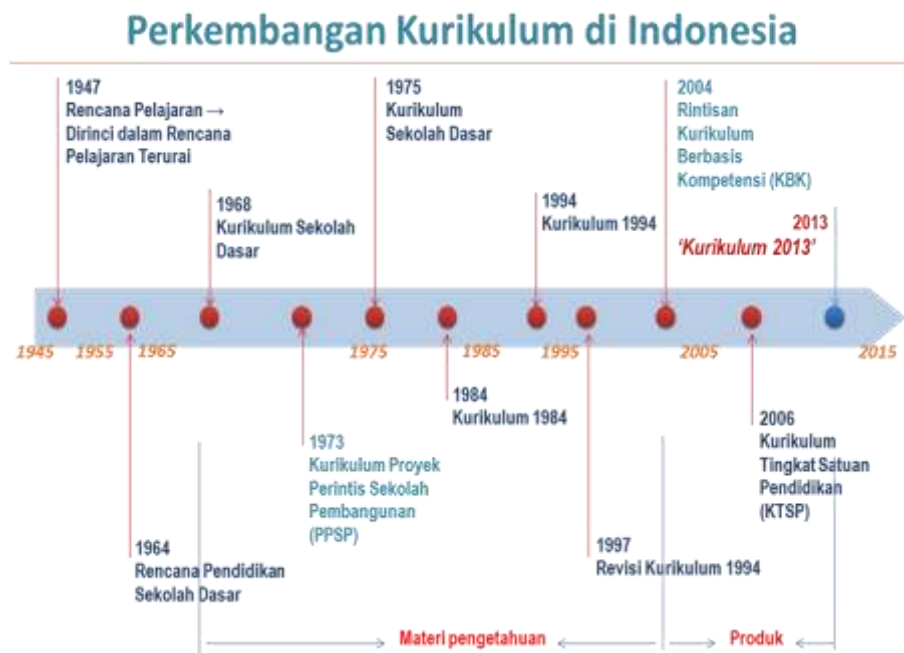 Perkembangan Kurikulum di Indonesia
1947
Rencana Pelajaran →
Dirinci dalam Rencana
Pelajaran Terurai
1975
Kurikulum
Sekolah Dasar
2004
Rintisan
Kurikulum
Berbasis
Kompetensi (KBK)
1968
Kurikulum Sekolah
Dasar
1994
Kurikulum 1994
2013
'Kurikulum 2013'
1945
1955
1965
1975
1985
1995
2005
2015
1984
Kurikulum 1984
1973
Kurikulum Proyek
Perintis Sekolah
Pembangunan
(PPSP)
2006
Kurikulum
Tingkat Satuan
Pendidikan
(KTSP)
1964
Rencana Pendidikan
Sekolah Dasar
1997
Revisi Kurikulum 1994
Materi pengetahuan
Produk